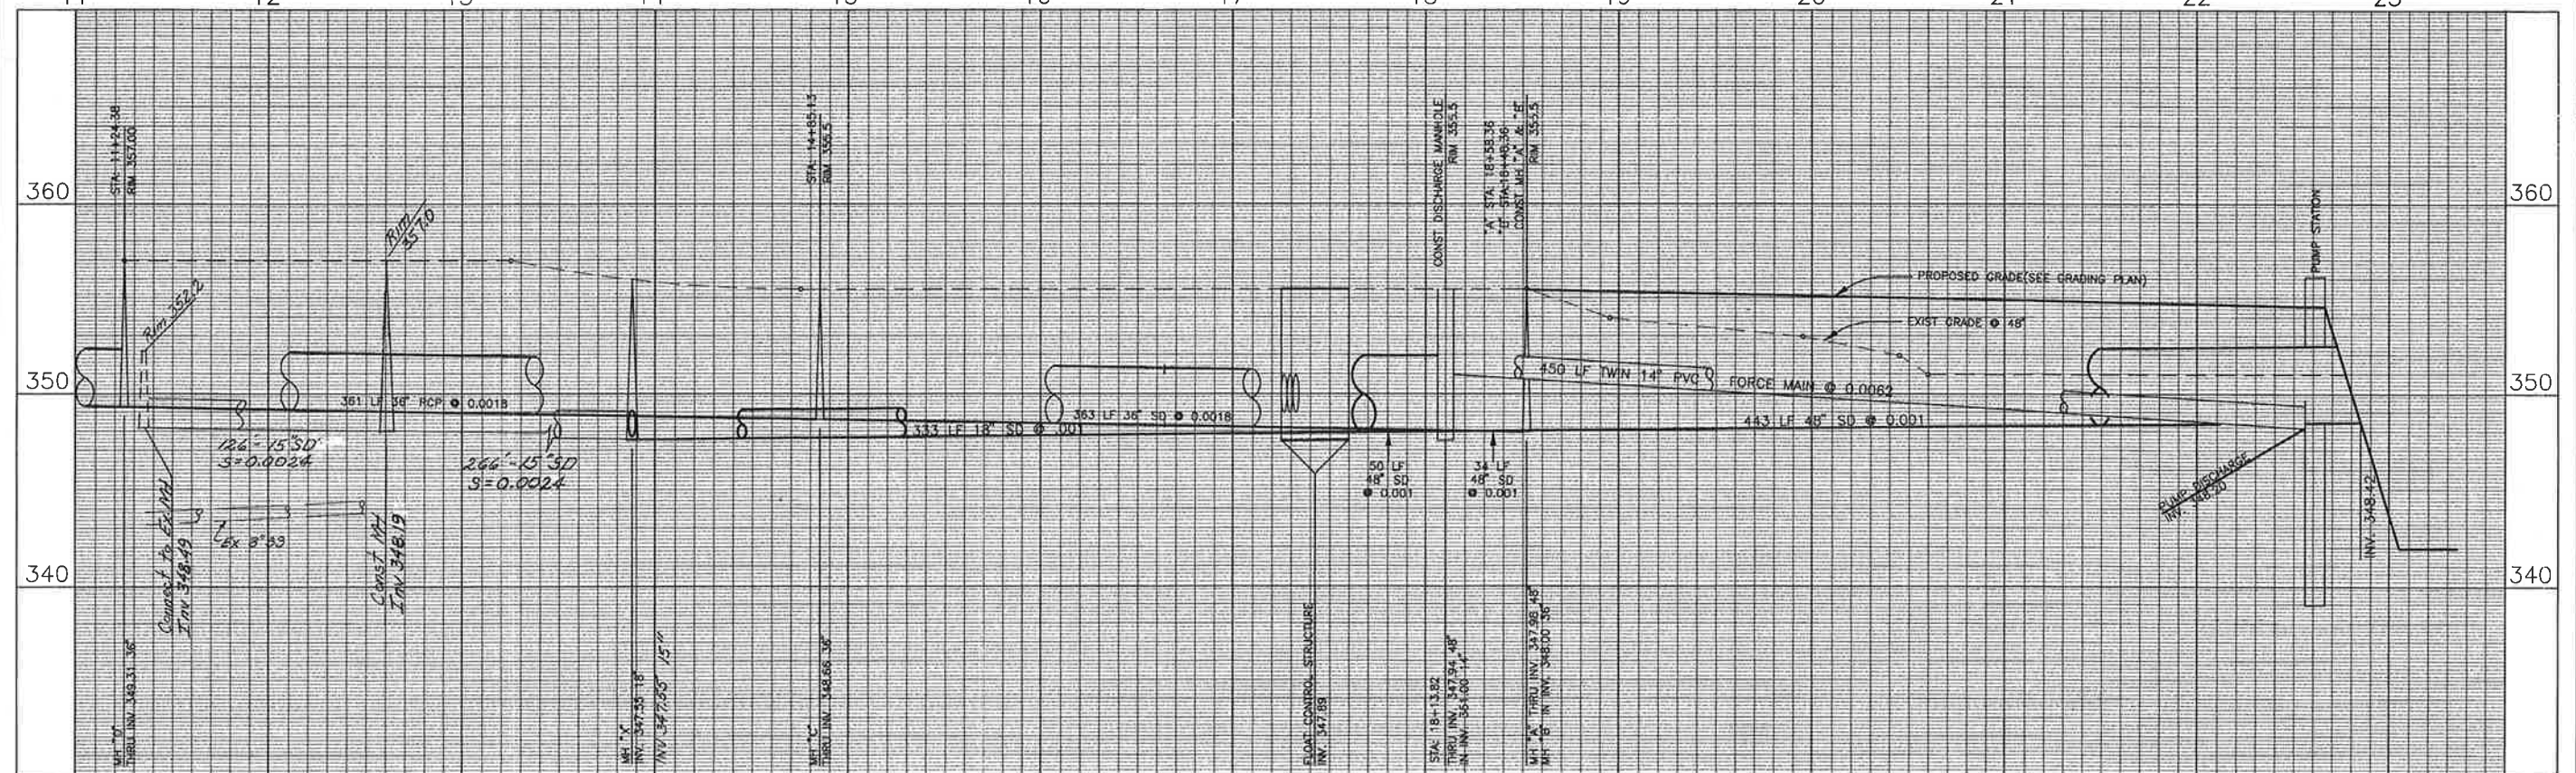 12
19
20
21
22
23
360
350
340
360
350
340
STA: 11+24.38
RIM 357.00
Rim
357.0
Rim 352.2
STA: 14+85.13
RIM 355.5
CONST DISCHARGE MANHOLE
RIM 355.5
"A" STA: 18+58.36
STA:18+48.36
CONST MH "A" & "B"
RIM 355.5
PUMP STATION
PROPOSED GRADE(SEE GRADING PLAN)
EXIST GRADE @ 48"
361 LF 36" RCP @ 0.0018
333 LF 18" SD @ .001
363 LF 36" SD @ 0.0018
450 LF TWIN 14" PVC
FORCE MAIN @ 0.0062
443 LF 48" SD @ 0.001
126'-15"SD
S=0.0024
266'-15"SD
S=0.0024
50 LF
48" SD
@ 0.001
34 LF
48" SD
@ 0.001
PUMP DISCHARGE
INV. 348.20
INV. 348.42
Connect to Ex.MH
Inv 348.49
Const MH
Inv 348.19
MH "D"
THRU INV. 349.31 36"
MH "X"
INV. 347.55 18"
INV 347.55 15"
MH "C"
THRU INV. 348.66 36"
FLOAT CONTROL STRUCTURE
INV. 347.89
STA: 18+13.82
THRU INV. 347.94 48"
IN INV. 351.00 14"
MH "A" THRU INV. 347.98 48"
MH "B" IN INV. 348.00 36"